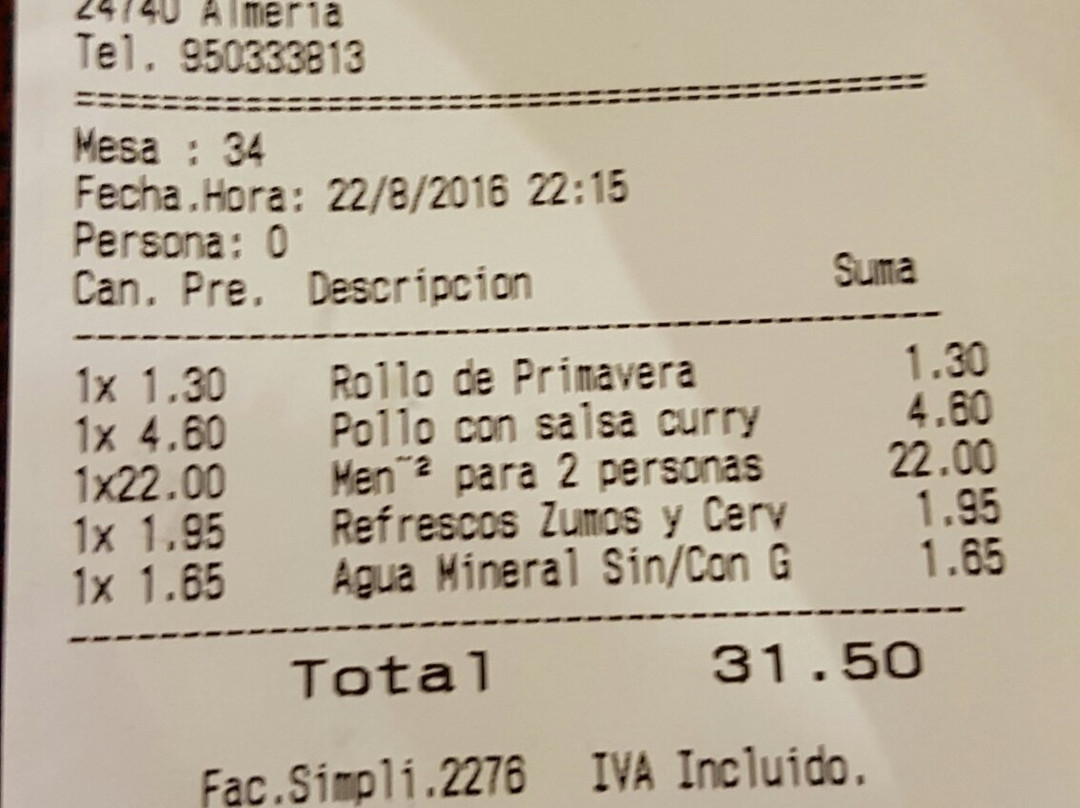 24740 Almeria
Tel. 950333813
==========================================
Mesa : 34
Fecha.Hora: 22/8/2016 22:15
Persona: 0
Can. Pre. Descripcion Suma
------------------------------------------
1x 1.30 Rollo de Primavera 1.30
1x 4.60 Pollo con salsa curry 4.60
1x22.00 Men¨² para 2 personas 22.00
1x 1.95 Refrescos Zumos y Cerv 1.95
1x 1.65 Agua Mineral Sin/Con G 1.65
------------------------------------------
Total 31.50
Fac.Simpli.2276 IVA Incluido.